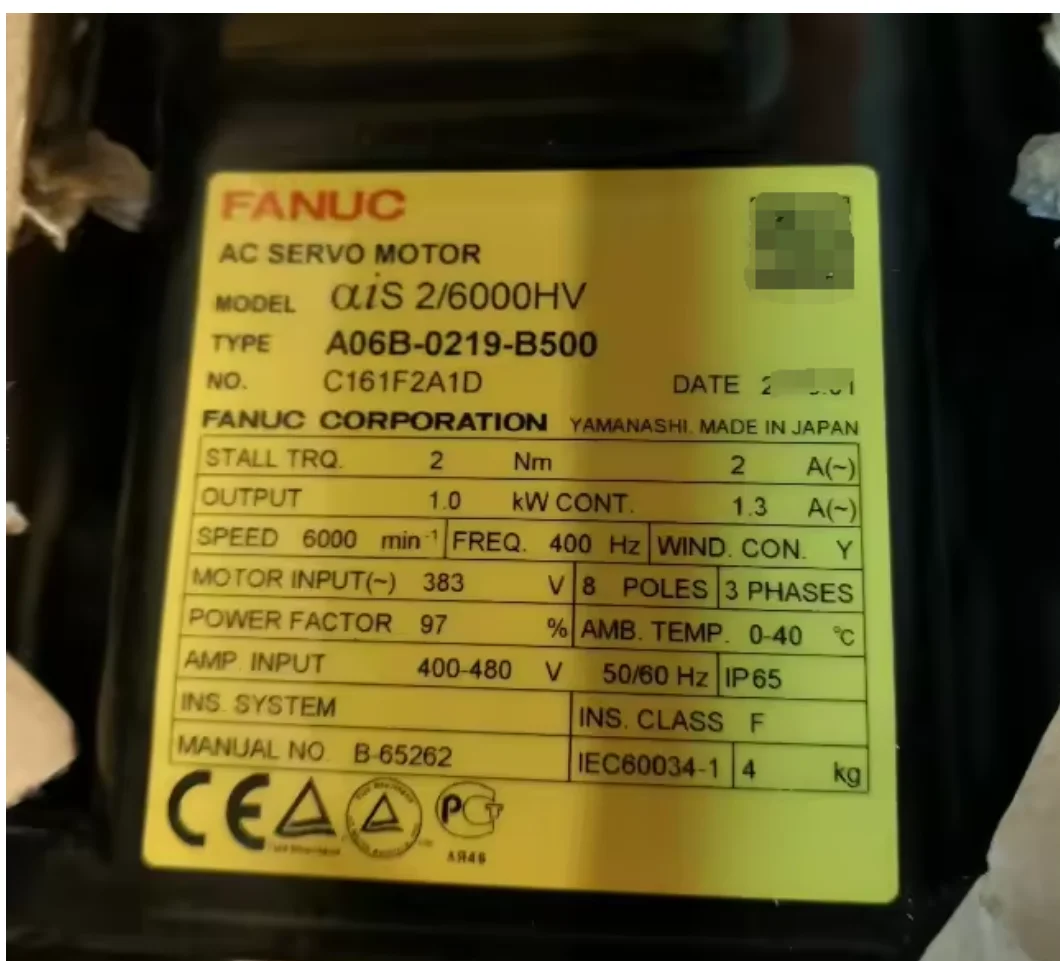 FANUC
AC SERVO MOTOR
MODEL αiS 2/6000HV
TYPE A06B-0219-B500
NO. C161F2A1D DATE
FANUC CORPORATION YAMANASHI, MADE IN JAPAN
STALL TRQ. 2 Nm 2 A(~)
OUTPUT 1.0 kW CONT. 1.3 A(~)
SPEED 6000 min⁻¹ FREQ. 400 Hz WIND. CON. Y
MOTOR INPUT(~) 383 V 8 POLES 3 PHASES
POWER FACTOR 97 % AMB. TEMP. 0-40 ℃
AMP. INPUT 400-480 V 50/60 Hz IP65
INS. SYSTEM INS. CLASS F
MANUAL NO. B-65262 IEC60034-1 4 kg
CE PCT
АЯ46